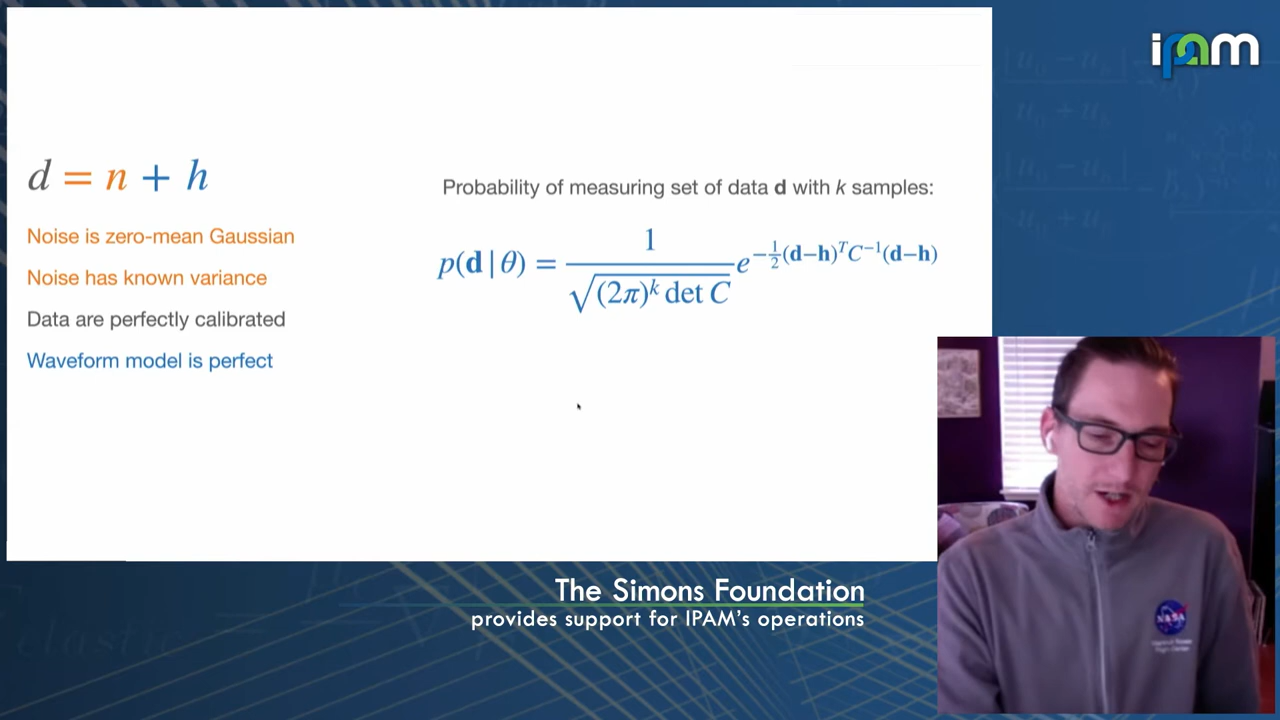 ipam
d = n + h
Noise is zero-mean Gaussian
Noise has known variance
Data are perfectly calibrated
Waveform model is perfect
Probability of measuring set of data d with k samples:
p(d|θ) = 1 / √((2π)^k det C) e^{-½(d−h)^T C^{−1}(d−h)}
NASA
The Simons Foundation
provides support for IPAM's operations